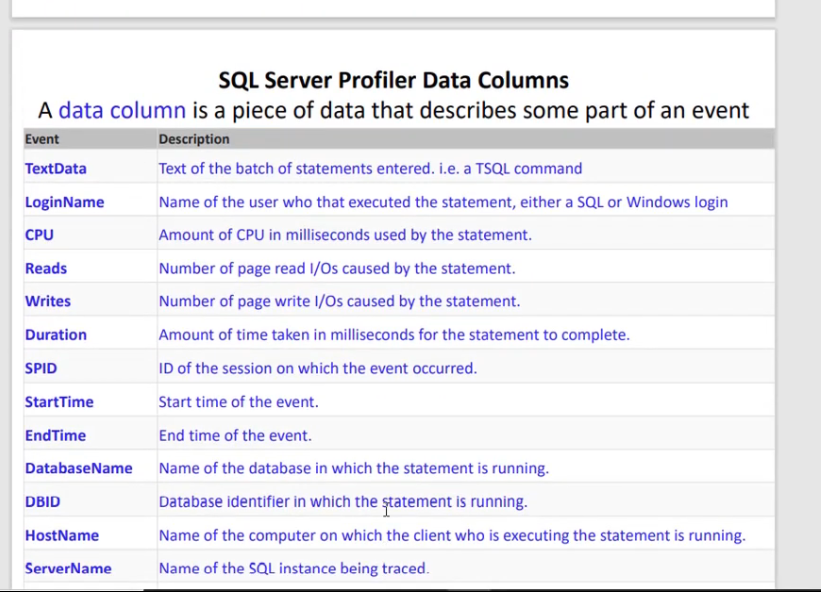 SQL Server Profiler Data Columns
A data column is a piece of data that describes some part of an event
Event Description
TextData Text of the batch of statements entered. i.e. a TSQL command
LoginName Name of the user who that executed the statement, either a SQL or Windows login
CPU Amount of CPU in milliseconds used by the statement.
Reads Number of page read I/Os caused by the statement.
Writes Number of page write I/Os caused by the statement.
Duration Amount of time taken in milliseconds for the statement to complete.
SPID ID of the session on which the event occurred.
StartTime Start time of the event.
EndTime End time of the event.
DatabaseName Name of the database in which the statement is running.
DBID Database identifier in which the statement is running.
HostName Name of the computer on which the client who is executing the statement is running.
ServerName Name of the SQL instance being traced.